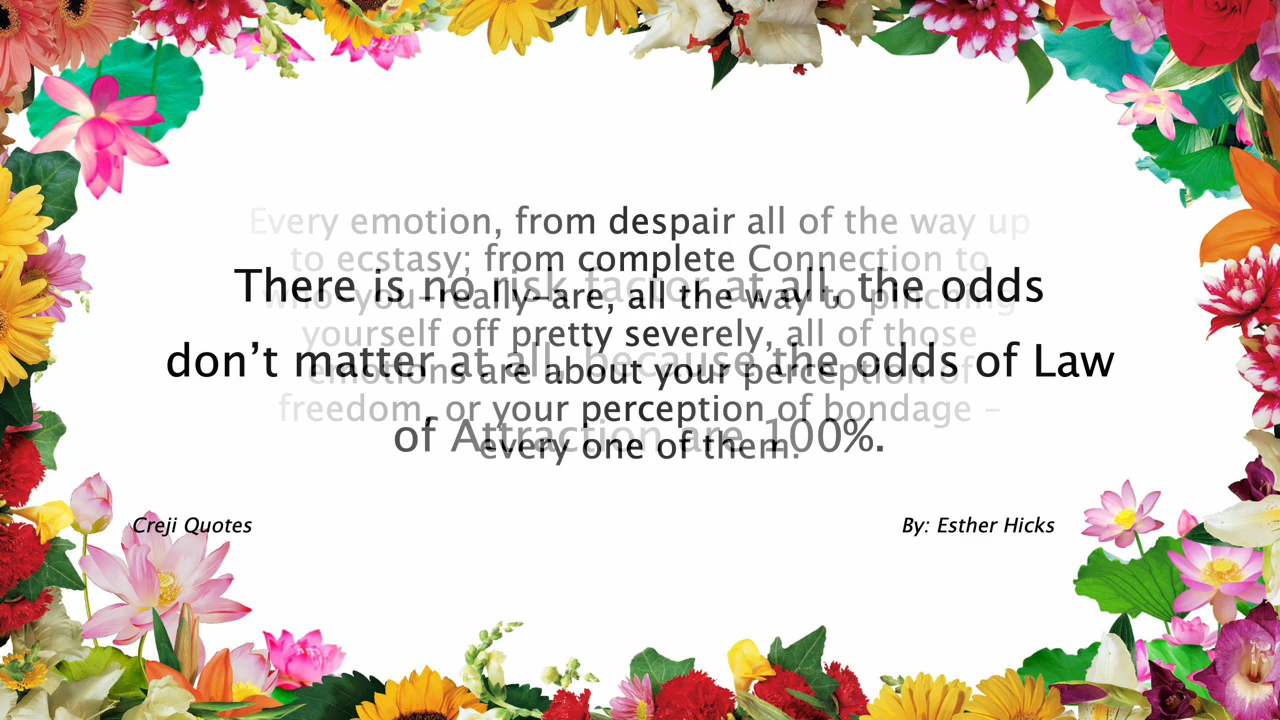 Every emotion, from despair all of the way up
to ecstasy; from complete Connection to
who-you-really-are, all the way to pinching
yourself off pretty severely, all of those
emotions are about your perception of
freedom, or your perception of bondage –
every one of them.
There is no risk factor at all, the odds
don’t matter at all, because the odds of Law
of Attraction are 100%.
Creji Quotes
By: Esther Hicks